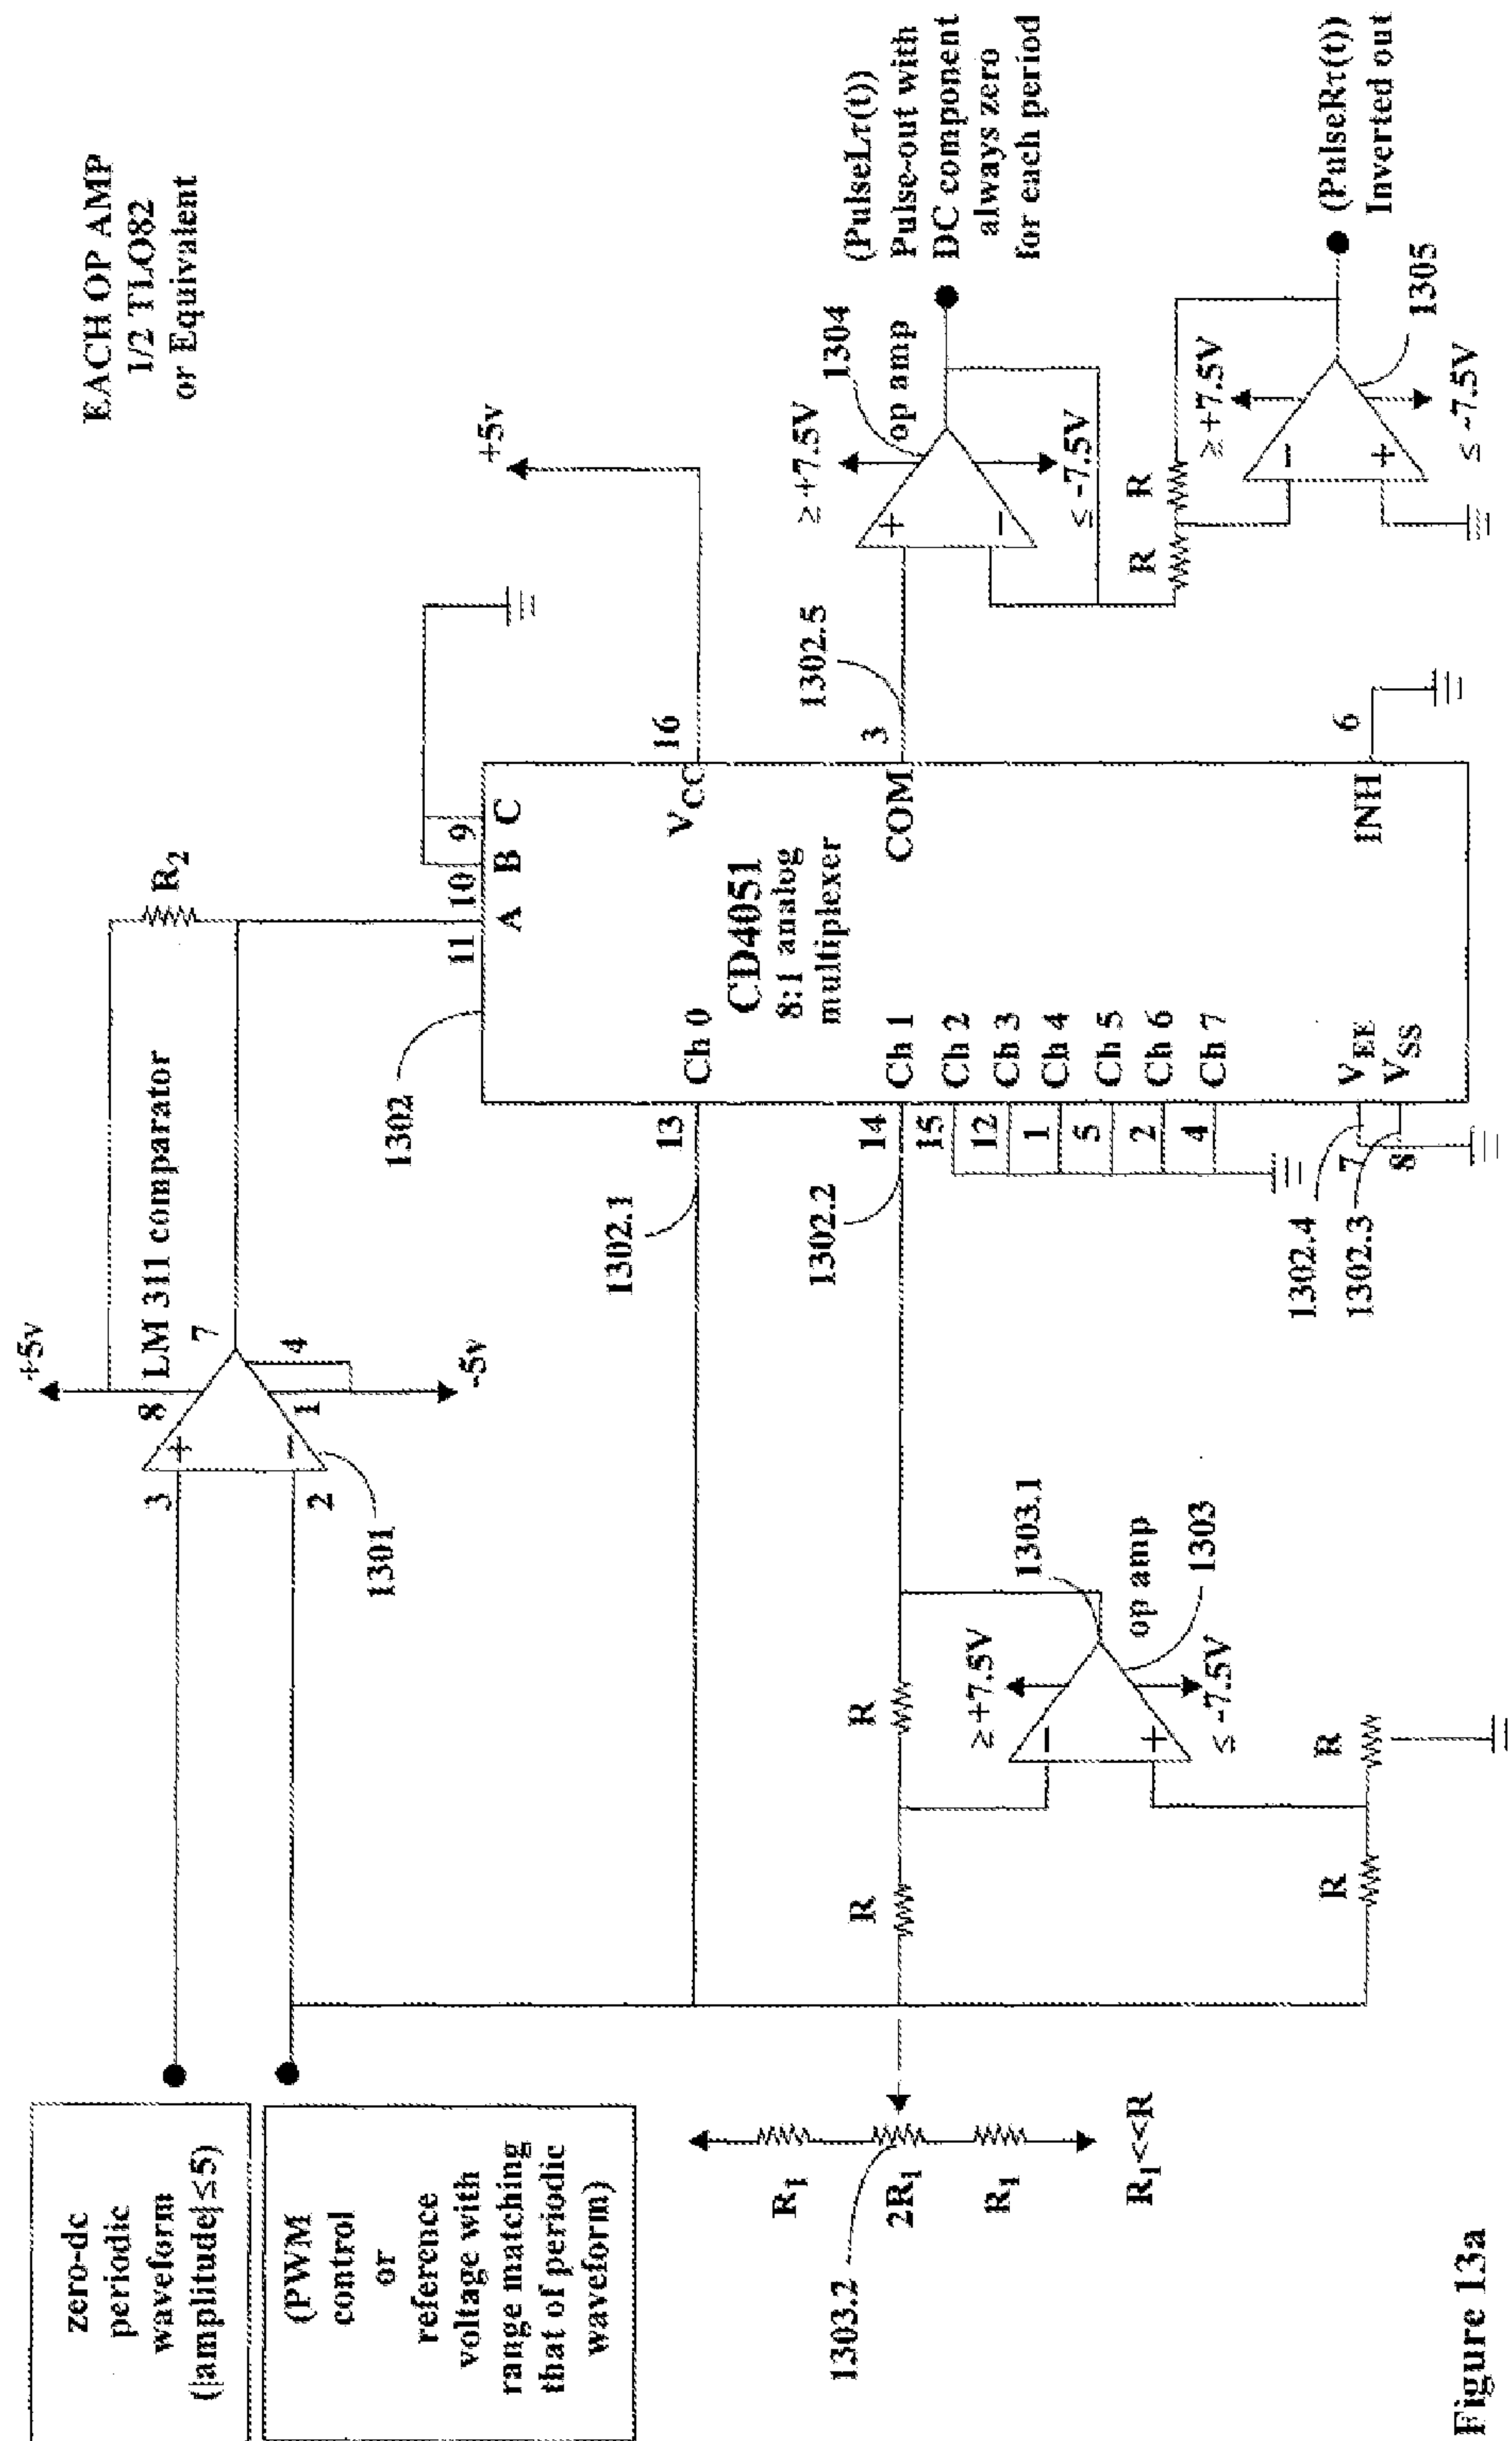 EACH OP AMP
1/2 TLO82
or Equivalent
zero-dc
periodic
waveform
(|amplitude|≤5)
(PWM
control
or
reference
voltage with
range matching
that of periodic
waveform)
+5v
8
LM 311 comparator
3
+
7
−
4
1
2
-5v
1301
R2
1302
11
10
9
A
B
C
+5v
16
VCC
CD4051
8:1 analog
multiplexer
1302.1
13
Ch 0
1302.2
14
Ch 1
15
Ch 2
12
Ch 3
1
Ch 4
5
Ch 5
2
Ch 6
4
Ch 7
1302.4
7
VEE
1302.3
8
VSS
COM
3
1302.5
INH
6
R1
2R1
R1
1303.2
R1<<R
R
R
1303.1
≥+7.5V
op amp
−
+
1303
≤ -7.5V
R
R
≥+7.5V
1304
op amp
+
−
≤ -7.5V
(PulseLτ(t))
Pulse-out with
DC component
always zero
for each period
R
R
≥+7.5V
−
+
1305
≤ -7.5V
(PulseRτ(t))
Inverted out
Figure 13a